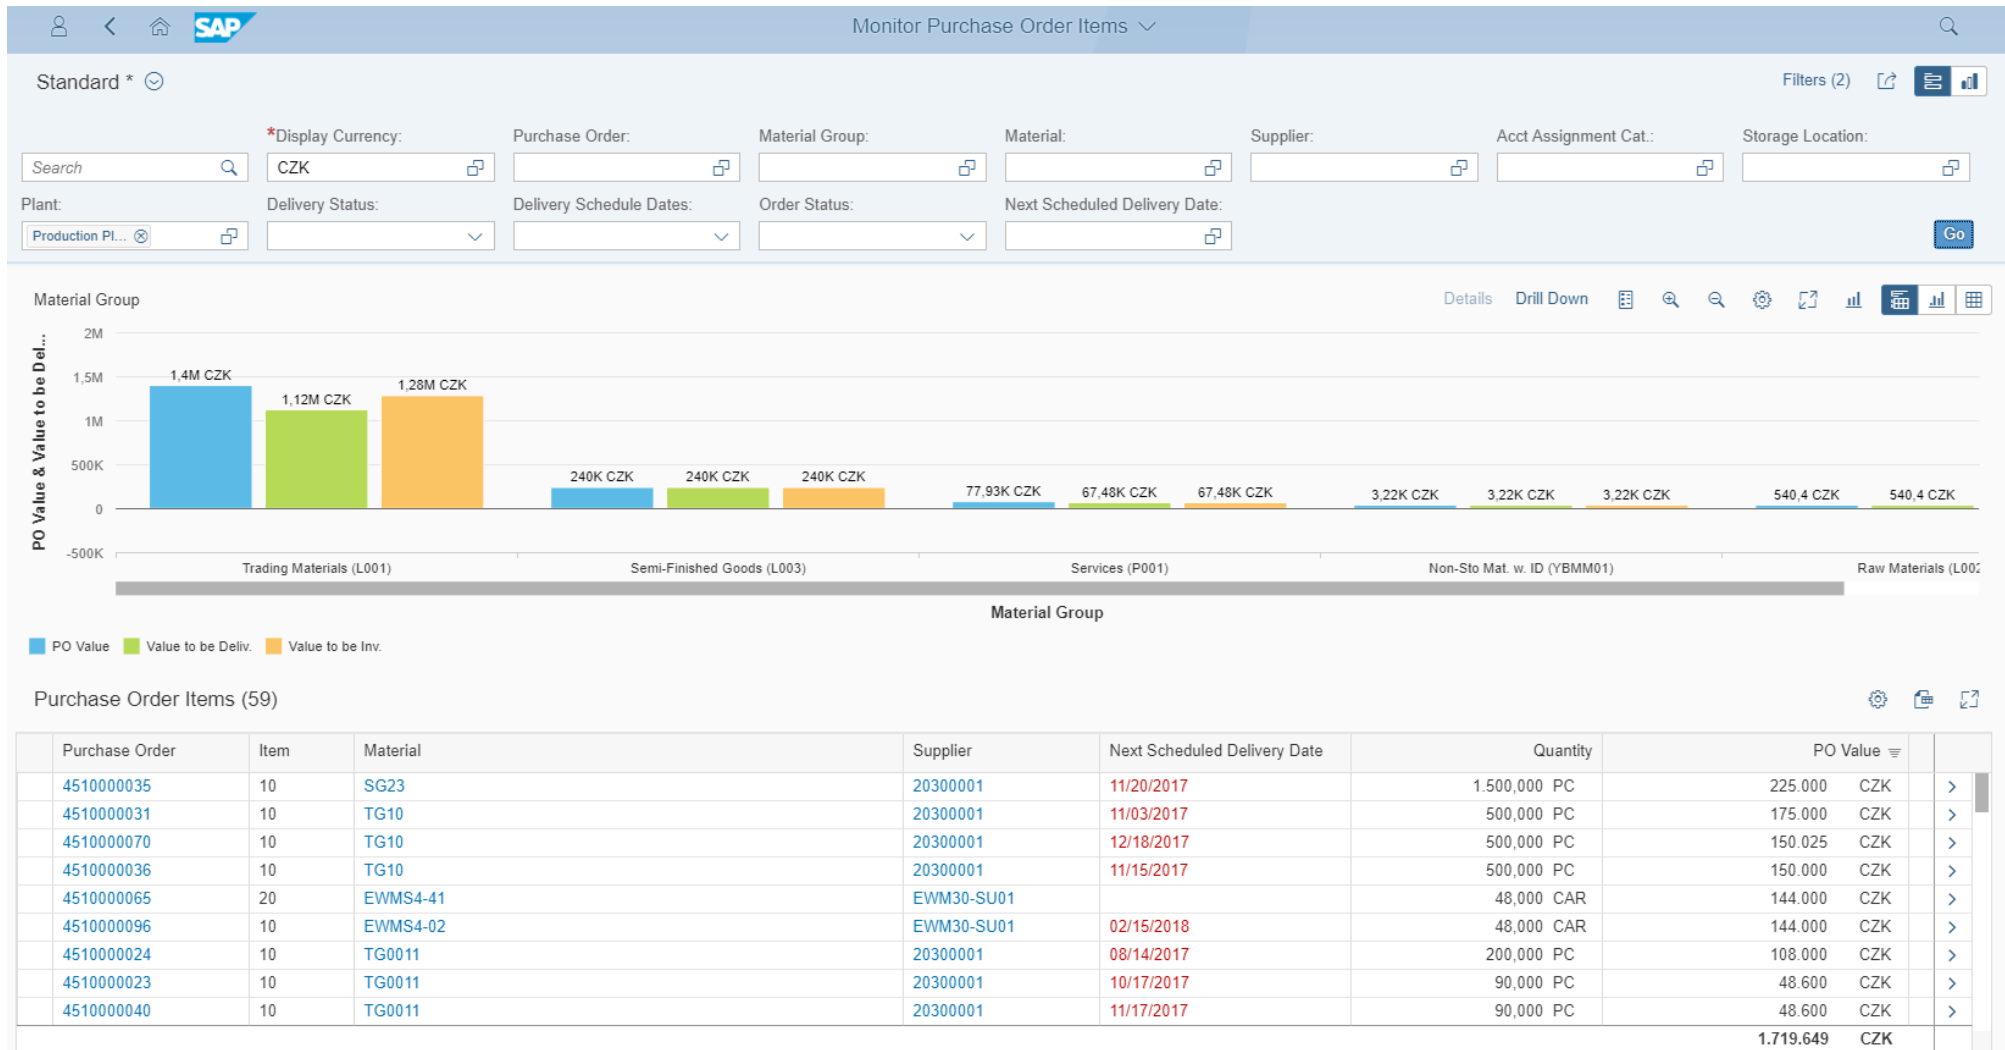 SAP
Monitor Purchase Order Items
Standard *
Filters (2)
*Display Currency:
Purchase Order:
Material Group:
Material:
Supplier:
Acct Assignment Cat.:
Storage Location:
Search
CZK
Plant:
Delivery Status:
Delivery Schedule Dates:
Order Status:
Next Scheduled Delivery Date:
Production Pl...
Go
Material Group
Details Drill Down
PO Value & Value to be Del...
2M
1,5M
1M
500K
0
-500K
1,4M CZK
1,12M CZK
1,28M CZK
240K CZK
240K CZK
240K CZK
77,93K CZK
67,48K CZK
67,48K CZK
3,22K CZK
3,22K CZK
3,22K CZK
540,4 CZK
540,4 CZK
Trading Materials (L001)
Semi-Finished Goods (L003)
Services (P001)
Non-Sto Mat. w. ID (YBMM01)
Raw Materials (L002
Material Group
PO Value Value to be Deliv. Value to be Inv.
Purchase Order Items (59)
Purchase Order Item Material Supplier Next Scheduled Delivery Date Quantity PO Value
4510000035 10 SG23 20300001 11/20/2017 1.500,000 PC 225.000 CZK
4510000031 10 TG10 20300001 11/03/2017 500,000 PC 175.000 CZK
4510000070 10 TG10 20300001 12/18/2017 500,000 PC 150.025 CZK
4510000036 10 TG10 20300001 11/15/2017 500,000 PC 150.000 CZK
4510000065 20 EWMS4-41 EWM30-SU01 48,000 CAR 144.000 CZK
4510000096 10 EWMS4-02 EWM30-SU01 02/15/2018 48,000 CAR 144.000 CZK
4510000024 10 TG0011 20300001 08/14/2017 200,000 PC 108.000 CZK
4510000023 10 TG0011 20300001 10/17/2017 90,000 PC 48.600 CZK
4510000040 10 TG0011 20300001 11/17/2017 90,000 PC 48.600 CZK
1.719.649 CZK